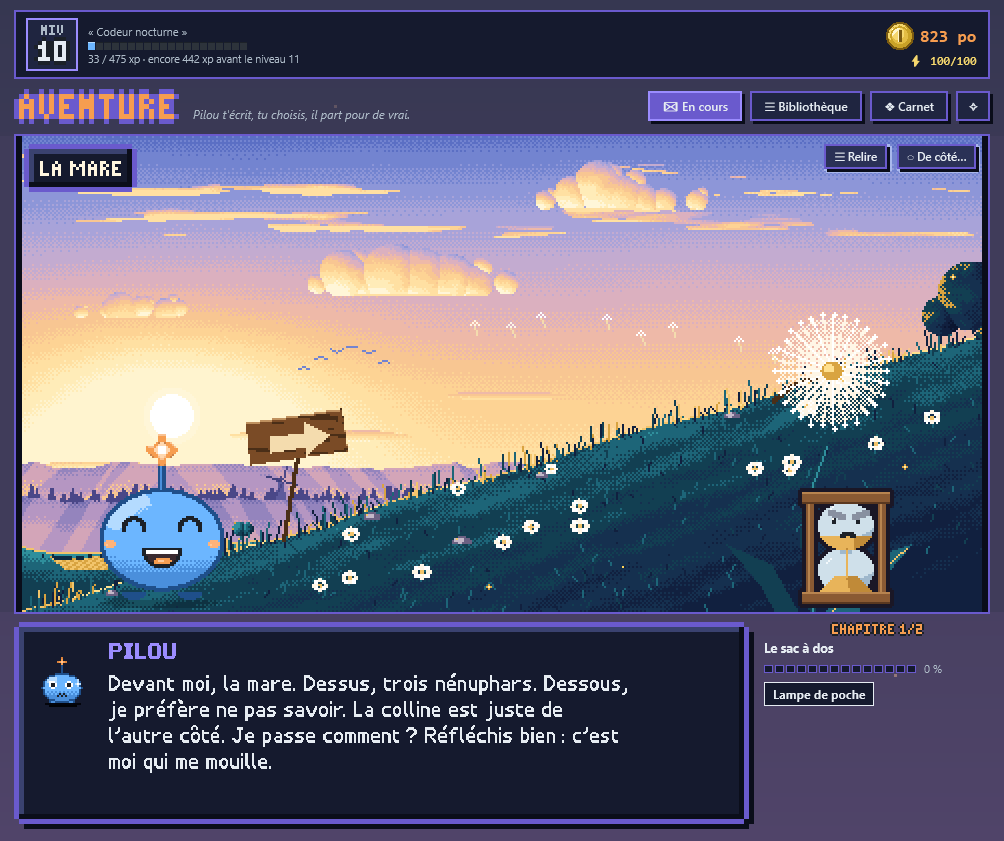 NIV
10
« Codeur nocturne »
33 / 475 xp · encore 442 xp avant le niveau 11
823 po
100/100
AVENTURE
Pilou t'écrit, tu choisis, il part pour de vrai.
En cours
Bibliothèque
Carnet
LA MARE
Relire
De côté...
CHAPITRE 1/2
PILOU
Le sac à dos
0 %
Lampe de poche
Devant moi, la mare. Dessus, trois nénuphars. Dessous,
je préfère ne pas savoir. La colline est juste de
l'autre côté. Je passe comment ? Réfléchis bien : c'est
moi qui me mouille.